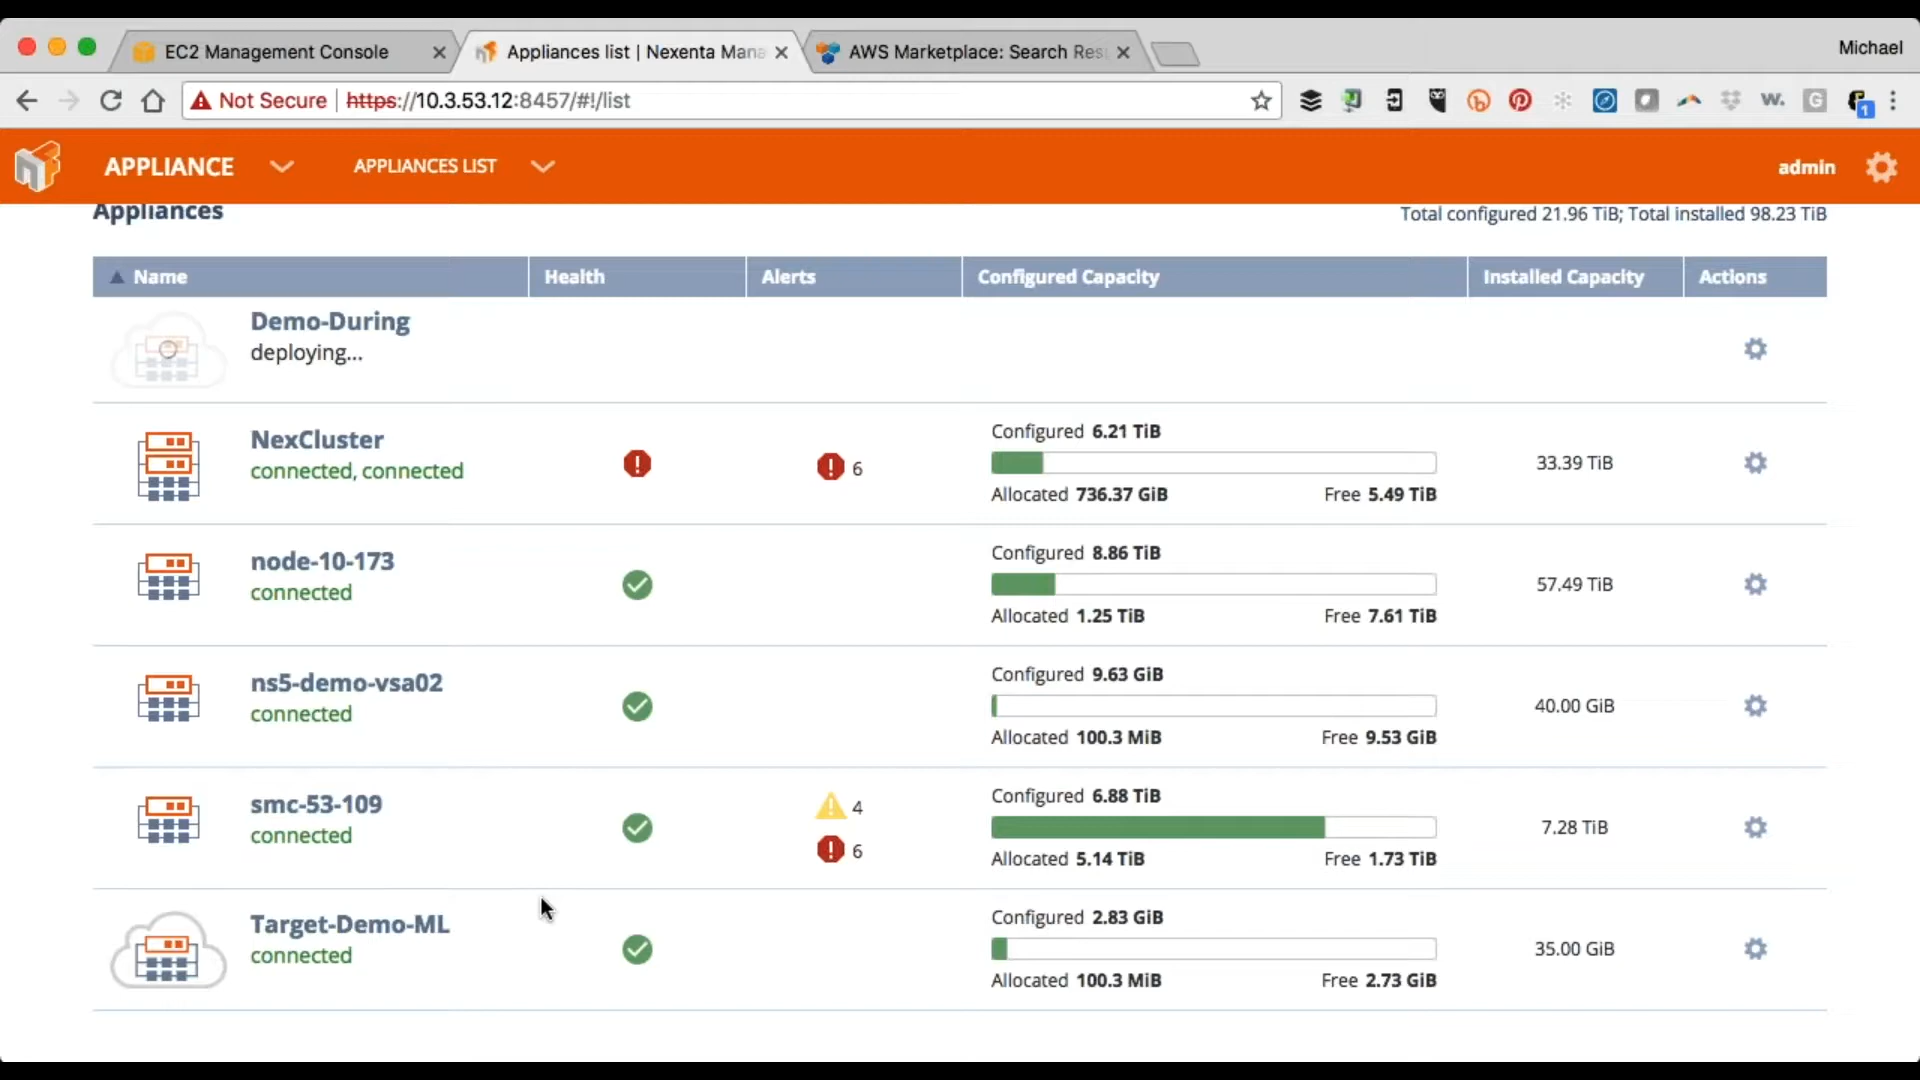 EC2 Management Console
Appliances list | Nexenta Mana
AWS Marketplace: Search Res
Michael
Not Secure | https://10.3.53.12:8457/#!/list
W.
G
1
APPLIANCE
APPLIANCES LIST
admin
Appliances
Total configured 21.96 TiB; Total installed 98.23 TiB
Name
Health
Alerts
Configured Capacity
Installed Capacity
Actions
Demo-During
deploying...
NexCluster
connected, connected
6
Configured 6.21 TiB
Allocated 736.37 GiB
Free 5.49 TiB
33.39 TiB
node-10-173
connected
Configured 8.86 TiB
Allocated 1.25 TiB
Free 7.61 TiB
57.49 TiB
ns5-demo-vsa02
connected
Configured 9.63 GiB
Allocated 100.3 MiB
Free 9.53 GiB
40.00 GiB
smc-53-109
connected
4
6
Configured 6.88 TiB
Allocated 5.14 TiB
Free 1.73 TiB
7.28 TiB
Target-Demo-ML
connected
Configured 2.83 GiB
Allocated 100.3 MiB
Free 2.73 GiB
35.00 GiB